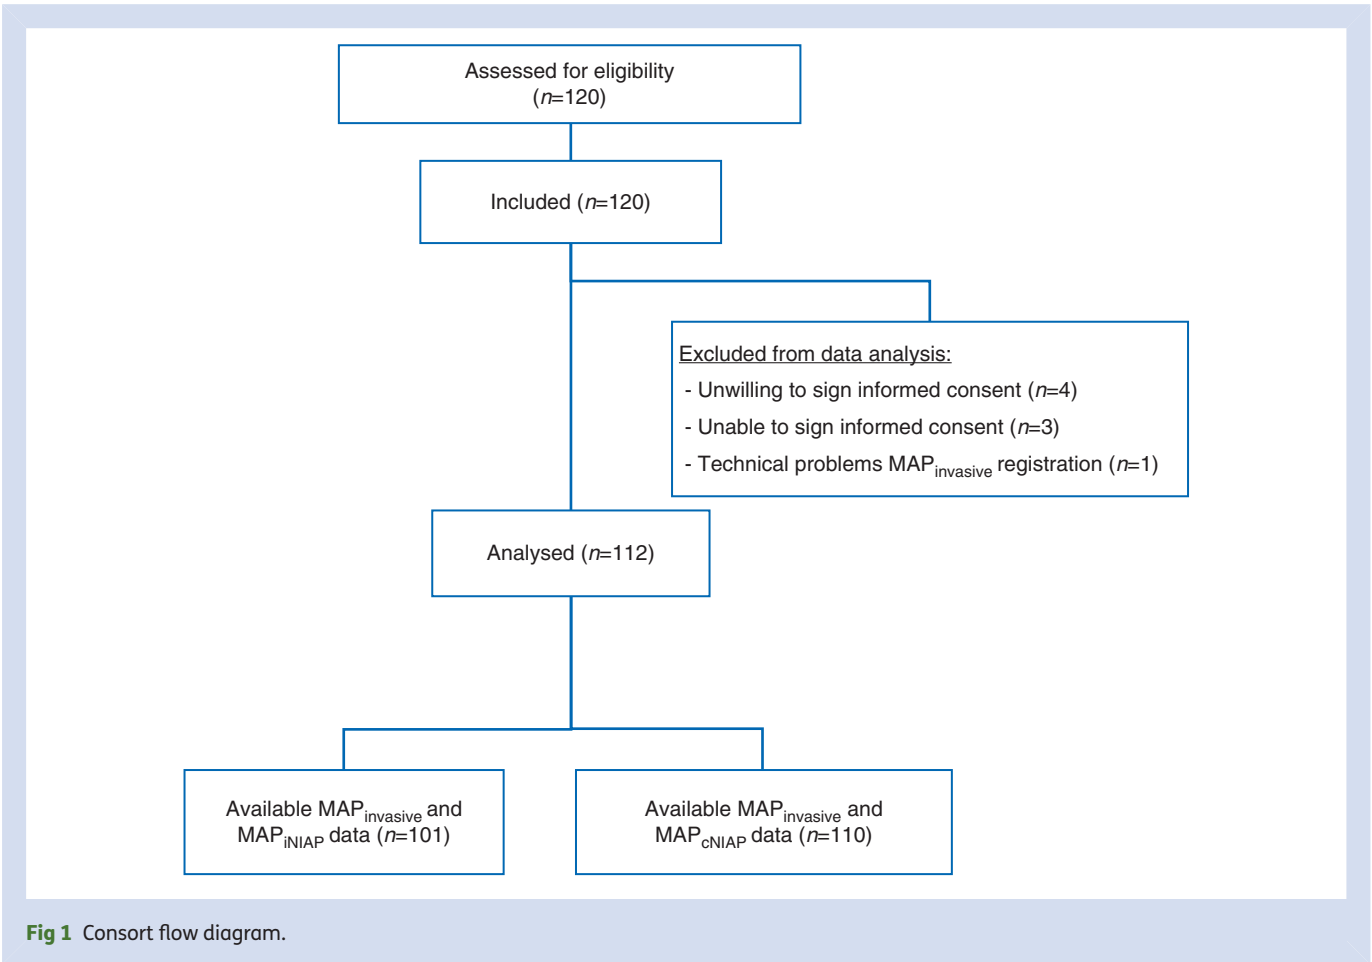 Assessed for eligibility
(n=120)
Included (n=120)
Excluded from data analysis:
- Unwilling to sign informed consent (n=4)
- Unable to sign informed consent (n=3)
- Technical problems MAPinvasive registration (n=1)
Analysed (n=112)
Available MAPinvasive and
MAPiNIAP data (n=101)
Available MAPinvasive and
MAPcNIAP data (n=110)
Fig 1 Consort flow diagram.